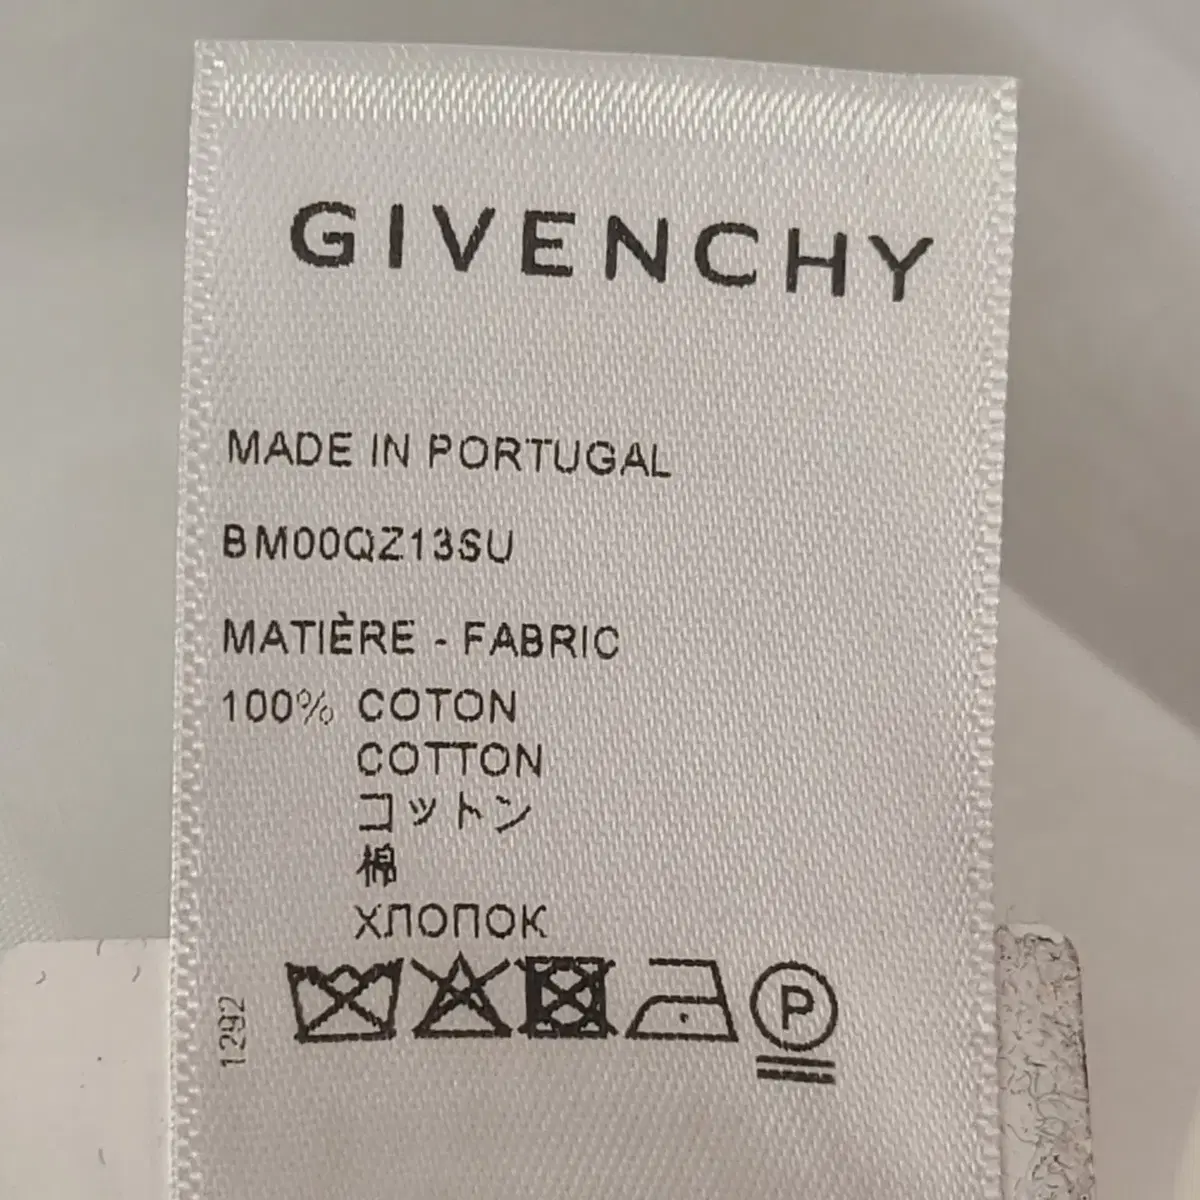 GIVENCHY
MADE IN PORTUGAL
BM00QZ13SU
MATIÈRE - FABRIC
100% COTON
COTTON
コットン
棉
ХЛОПОК
1292
P